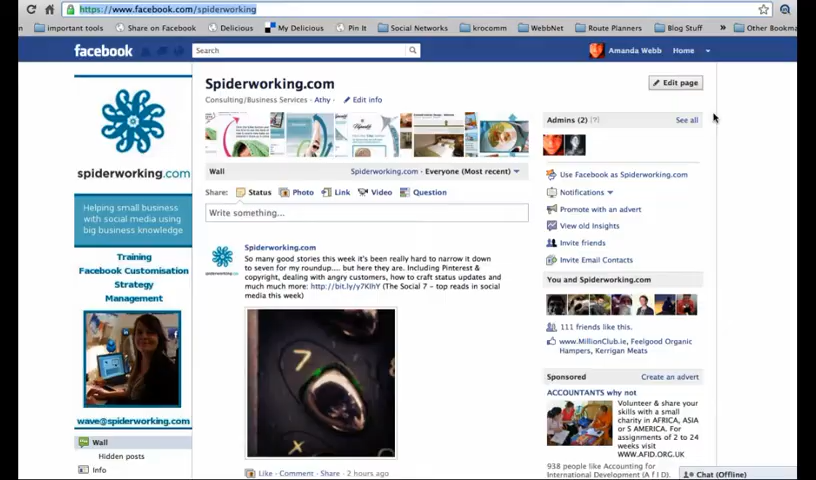 https://www.facebook.com/spiderworking
important tools
Share on Facebook
Delicious
My Delicious
Pin It
Social Networks
krocomm
WebbNet
Route Planners
Blog Stuff
»
Other Bookma
facebook
Search
Amanda Webb
Home
spiderworking.com
Helping small business
with social media using
big business knowledge
Training
Facebook Customisation
Strategy
Management
wave@spiderworking.com
Wall
Hidden posts
Info
Spiderworking.com
Edit page
Consulting/Business Services · Athy · Edit info
Wall
Spiderworking.com · Everyone (Most recent)
Share: Status Photo Link Video Question
Write something...
Spiderworking.com
So many good stories this week it's been really hard to narrow it down
to seven for my roundup.... but here they are. Including Pinterest &
copyright, dealing with angry customers, how to craft status updates and
much much more: http://bit.ly/y7KlhY (The Social 7 - top reads in social
media this week)
7
x
Like · Comment · Share · 2 hours ago
Admins (2) (?)
See all
Use Facebook as Spiderworking.com
Notifications
Promote with an advert
View old Insights
Invite friends
Invite Email Contacts
You and Spiderworking.com
111 friends like this.
www.MillionClub.ie, Feelgood Organic
Hampers, Kerrigan Meats
Sponsored
Create an advert
ACCOUNTANTS why not
Volunteer & share your
skills with a small
charity in AFRICA, ASIA
or S AMERICA. For
assignments of 2 to 24
weeks visit
WWW.AFID.ORG.UK
938 people like Accounting for
International Development (A f I D).
Chat (Offline)